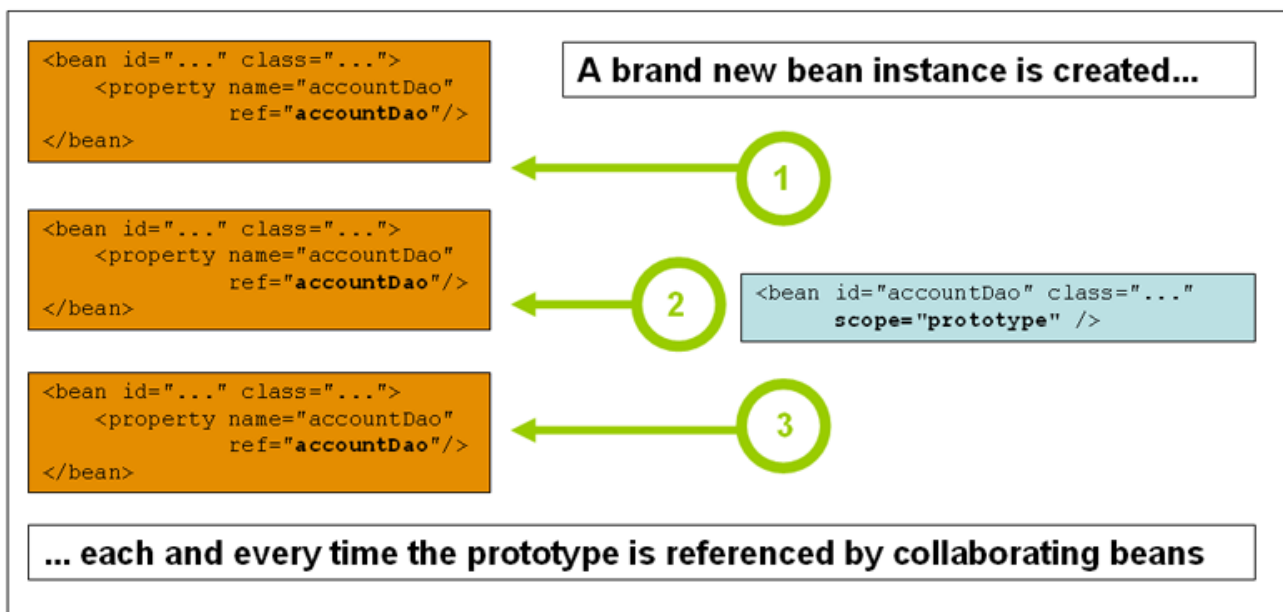 <bean id="..." class="...">
<property name="accountDao"
ref="accountDao"/>
</bean>
A brand new bean instance is created...
1
<bean id="..." class="...">
<property name="accountDao"
ref="accountDao"/>
</bean>
2
<bean id="accountDao" class="..."
scope="prototype" />
<bean id="..." class="...">
<property name="accountDao"
ref="accountDao"/>
</bean>
3
... each and every time the prototype is referenced by collaborating beans